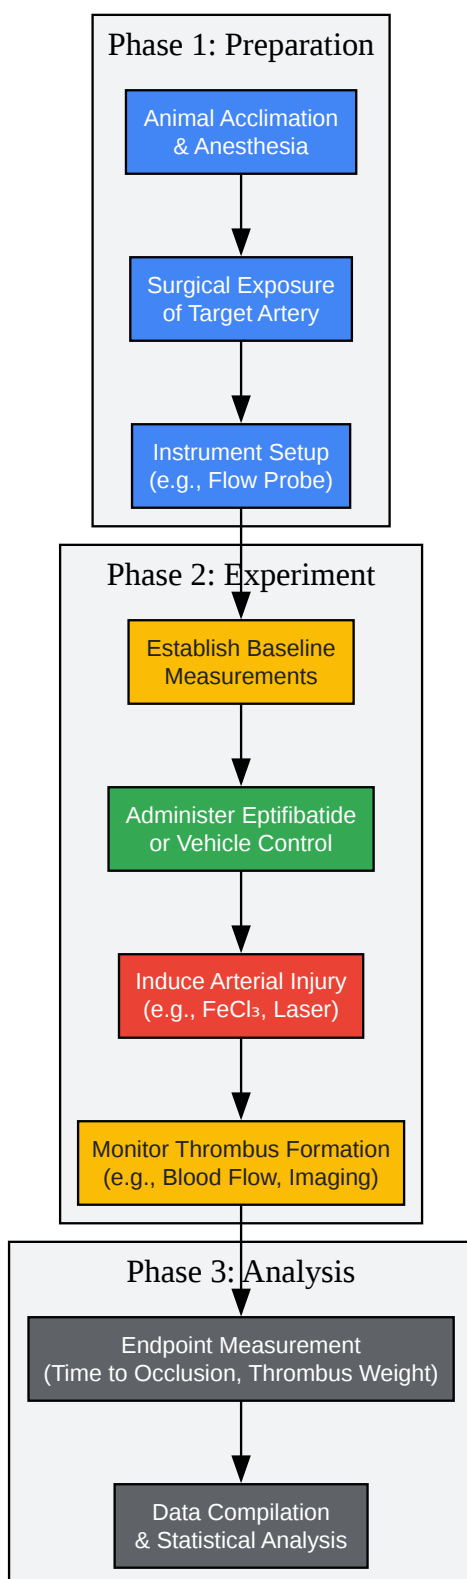 Phase 1: Preparation
Animal Acclimation
& Anesthesia
Surgical Exposure
of Target Artery
Instrument Setup
(e.g., Flow Probe)
Phase 2: Experiment
Establish Baseline
Measurements
Administer Eptifibatide
or Vehicle Control
Induce Arterial Injury
(e.g., FeCl₃, Laser)
Monitor Thrombus Formation
(e.g., Blood Flow, Imaging)
Phase 3: Analysis
Endpoint Measurement
(Time to Occlusion, Thrombus Weight)
Data Compilation
& Statistical Analysis